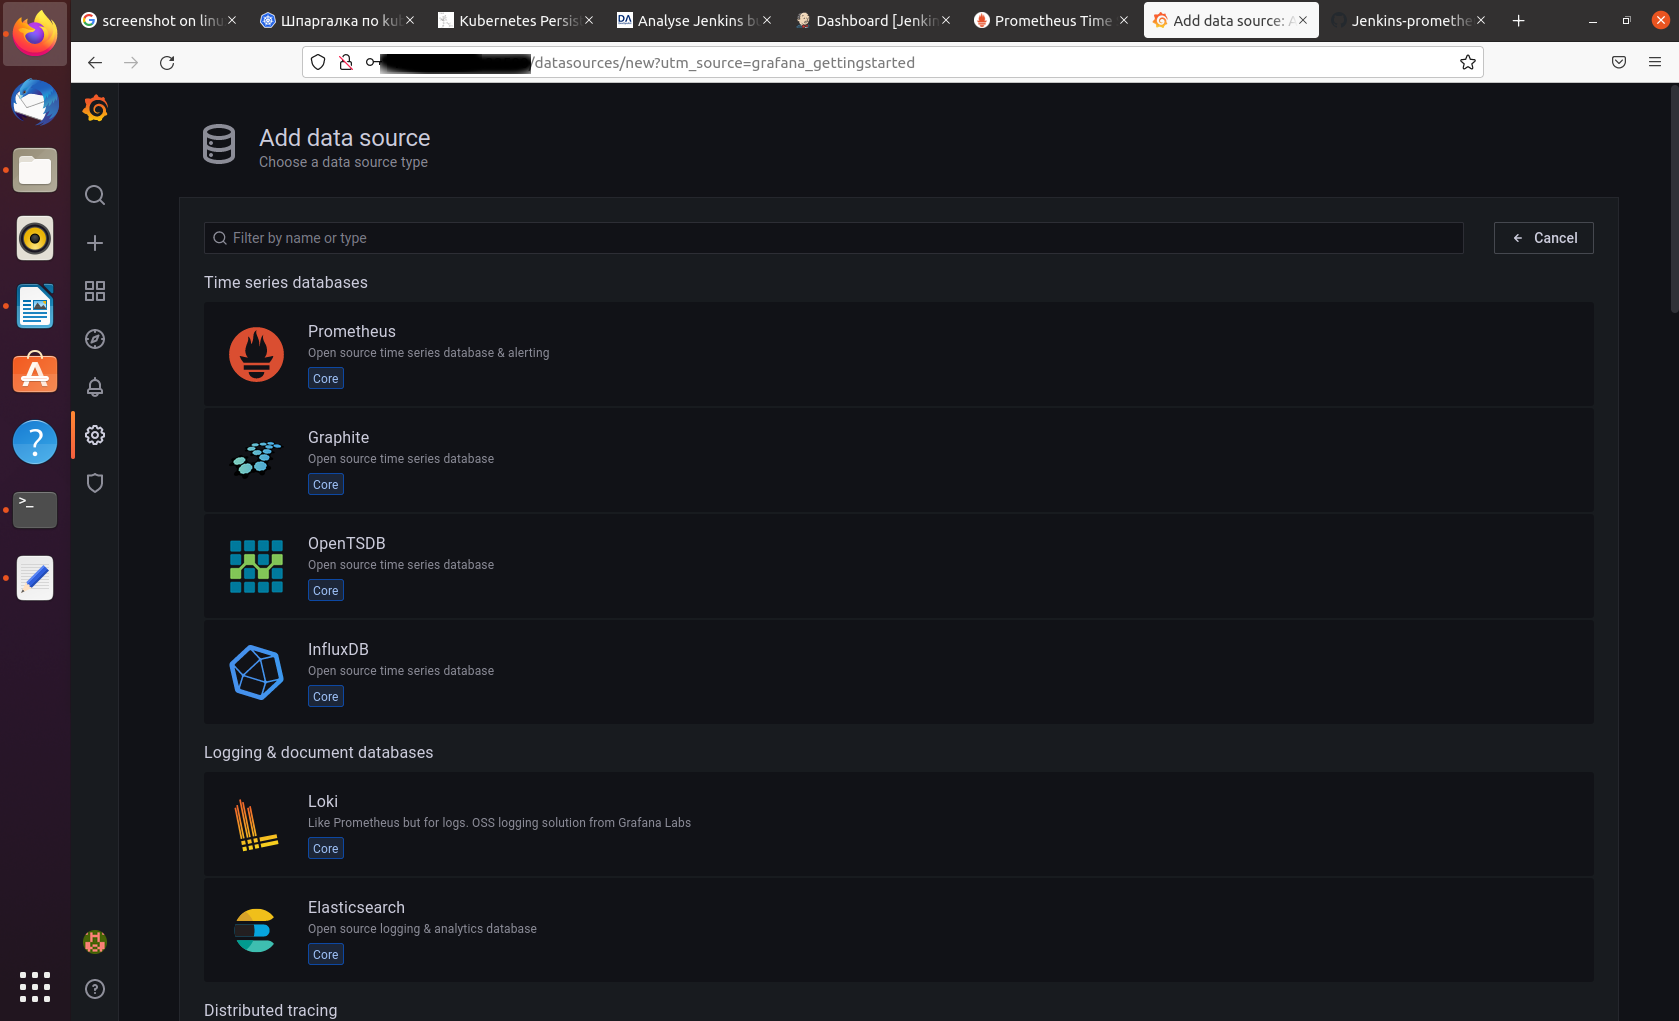 screenshot on linu
Шпаргалка по kub
Kubernetes Persis
DA Analyse Jenkins bu
Dashboard [Jenkin
Prometheus Time
Add data source: A
Jenkins-promethe
/datasources/new?utm_source=grafana_gettingstarted
Add data source
Choose a data source type
Filter by name or type
Cancel
Time series databases
Prometheus
Open source time series database & alerting
Core
Graphite
Open source time series database
Core
OpenTSDB
Open source time series database
Core
InfluxDB
Open source time series database
Core
Logging & document databases
Loki
Like Prometheus but for logs. OSS logging solution from Grafana Labs
Core
Elasticsearch
Open source logging & analytics database
Core
Distributed tracing